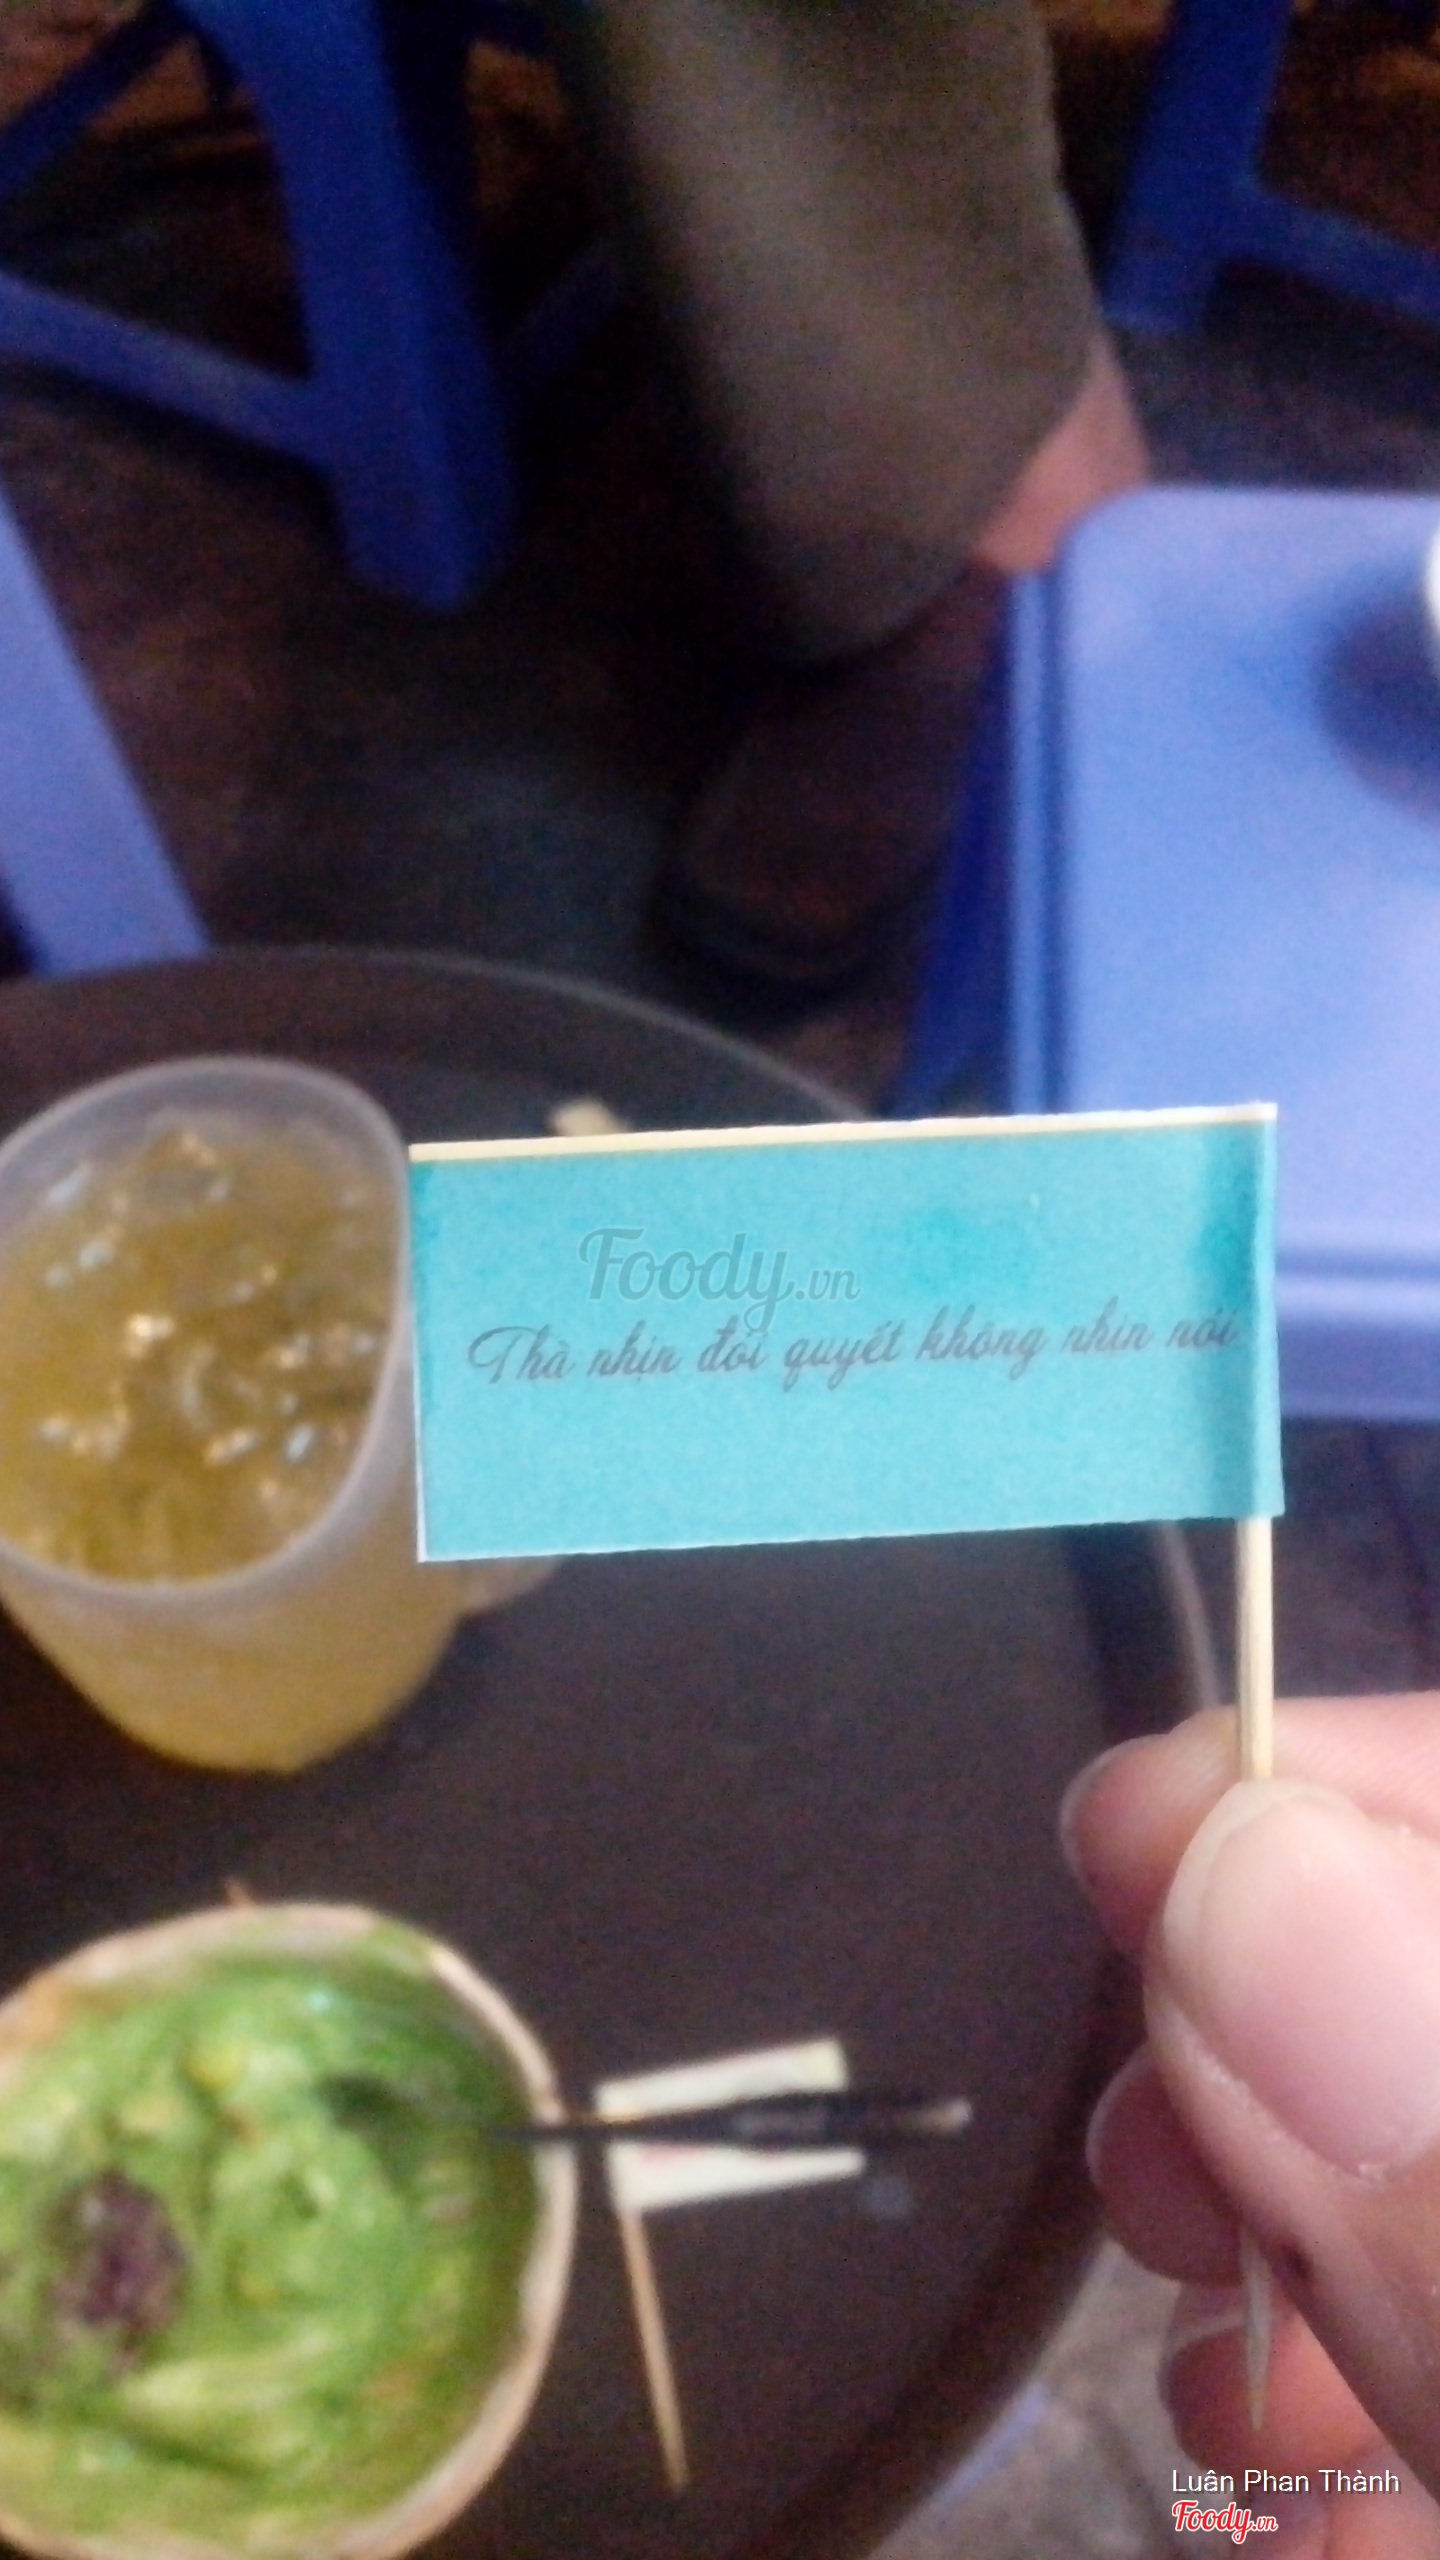 Foody.vn
Thà nhịn đói quyết không nhịn nói
Luân Phan Thành
Foody.vn